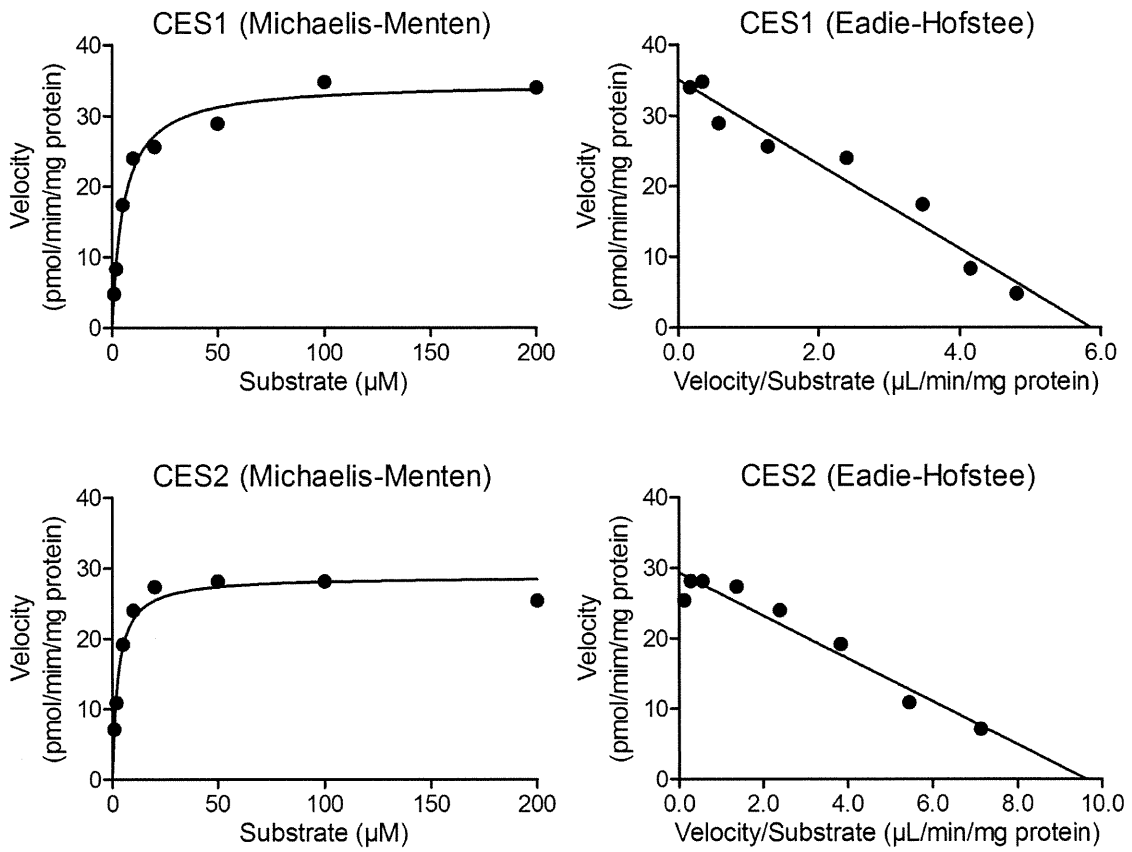 CES1 (Michaelis-Menten)
Velocity
(pmol/mim/mg protein)
40
30
20
10
0
0 50 100 150 200
Substrate (µM)
CES1 (Eadie-Hofstee)
Velocity
(pmol/mim/mg protein)
40
30
20
10
0
0.0 2.0 4.0 6.0
Velocity/Substrate (µL/min/mg protein)
CES2 (Michaelis-Menten)
Velocity
(pmol/mim/mg protein)
40
30
20
10
0
0 50 100 150 200
Substrate (µM)
CES2 (Eadie-Hofstee)
Velocity
(pmol/mim/mg protein)
40
30
20
10
0
0.0 2.0 4.0 6.0 8.0 10.0
Velocity/Substrate (µL/min/mg protein)